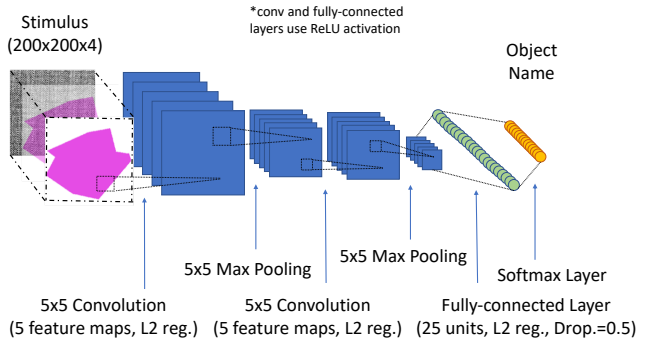 *conv and fully-connected
layers use ReLU activation
Stimulus
(200x200x4)
Object
Name
5x5 Max Pooling
5x5 Max Pooling
Softmax Layer
5x5 Convolution
(5 feature maps, L2 reg.)
5x5 Convolution
(5 feature maps, L2 reg.)
Fully-connected Layer
(25 units, L2 reg., Drop.=0.5)